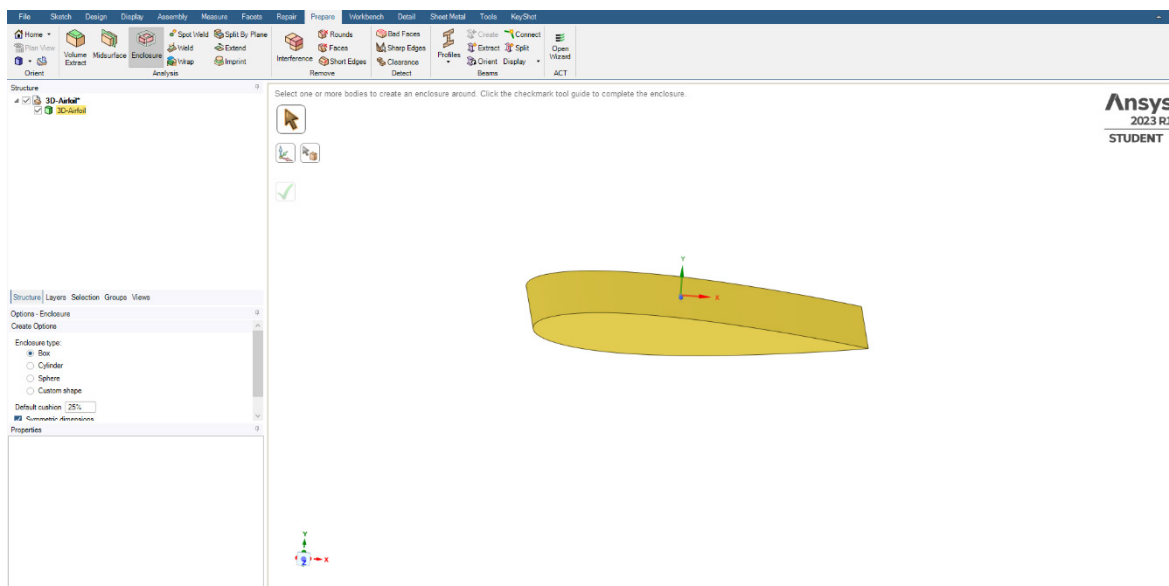 File Sketch Design Display Assembly Measure Facets Repair Prepare Workbench Detail Sheet Metal Tools KeyShot
Home
Plan View
Orient
Volume Extract
Midsurface
Enclosure
Spot Weld
Weld
Wrap
Split By Plane
Extend
Imprint
Analysis
Interference
Rounds
Faces
Short Edges
Remove
Bad Faces
Sharp Edges
Clearance
Detect
Profiles
Create
Extract
Orient
Connect
Split
Display
Beams
Open Wizard
ACT
Structure
3D-Airfoil*
3D-Airfoil
Structure Layers Selection Groups Views
Options - Enclosure
Create Options
Enclosure type:
Box
Cylinder
Sphere
Custom shape
Default cushion 25%
Symmetric dimensions
Properties
Select one or more bodies to create an enclosure around. Click the checkmark tool guide to complete the enclosure.
Ansys
2023 R1
STUDENT
Y
X
Y
Z
X